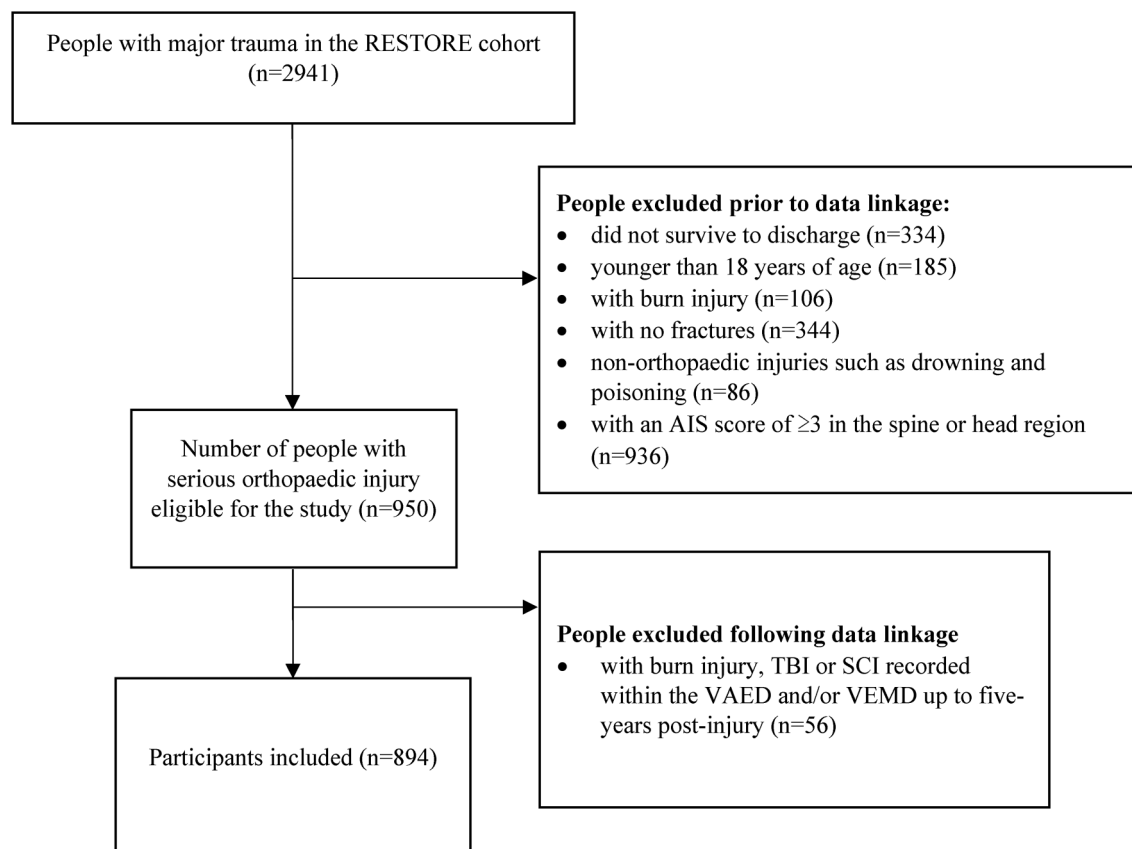 People with major trauma in the RESTORE cohort
(n=2941)
People excluded prior to data linkage:
• did not survive to discharge (n=334)
• younger than 18 years of age (n=185)
• with burn injury (n=106)
• with no fractures (n=344)
• non-orthopaedic injuries such as drowning and
poisoning (n=86)
• with an AIS score of ≥3 in the spine or head region
(n=936)
Number of people with
serious orthopaedic injury
eligible for the study (n=950)
People excluded following data linkage
• with burn injury, TBI or SCI recorded
within the VAED and/or VEMD up to five-
years post-injury (n=56)
Participants included (n=894)